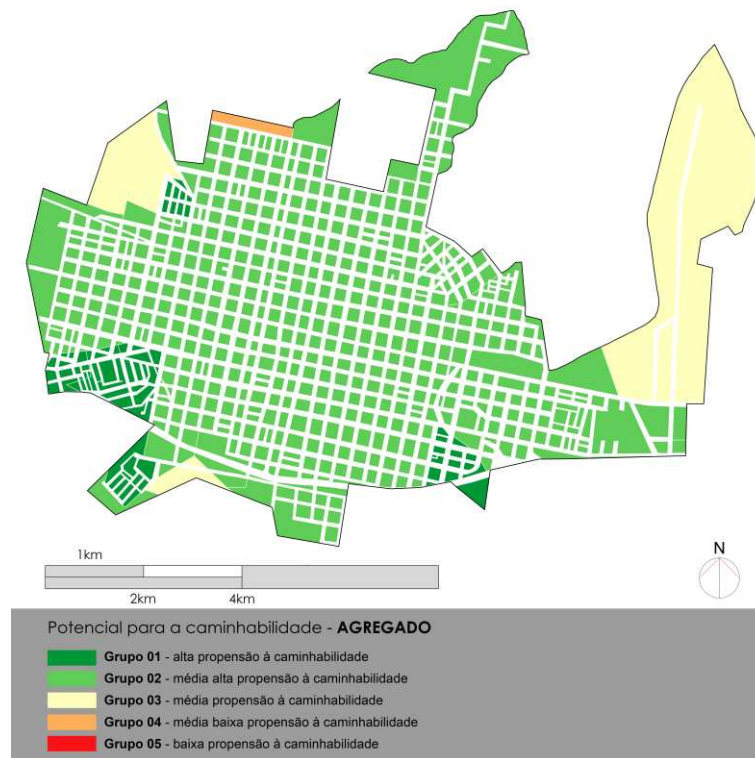 1km
2km 4km
N
Potencial para a caminhabilidade - AGREGADO
Grupo 01 - alta propensão à caminhabilidade
Grupo 02 - média alta propensão à caminhabilidade
Grupo 03 - média propensão à caminhabilidade
Grupo 04 - média baixa propensão à caminhabilidade
Grupo 05 - baixa propensão à caminhabilidade